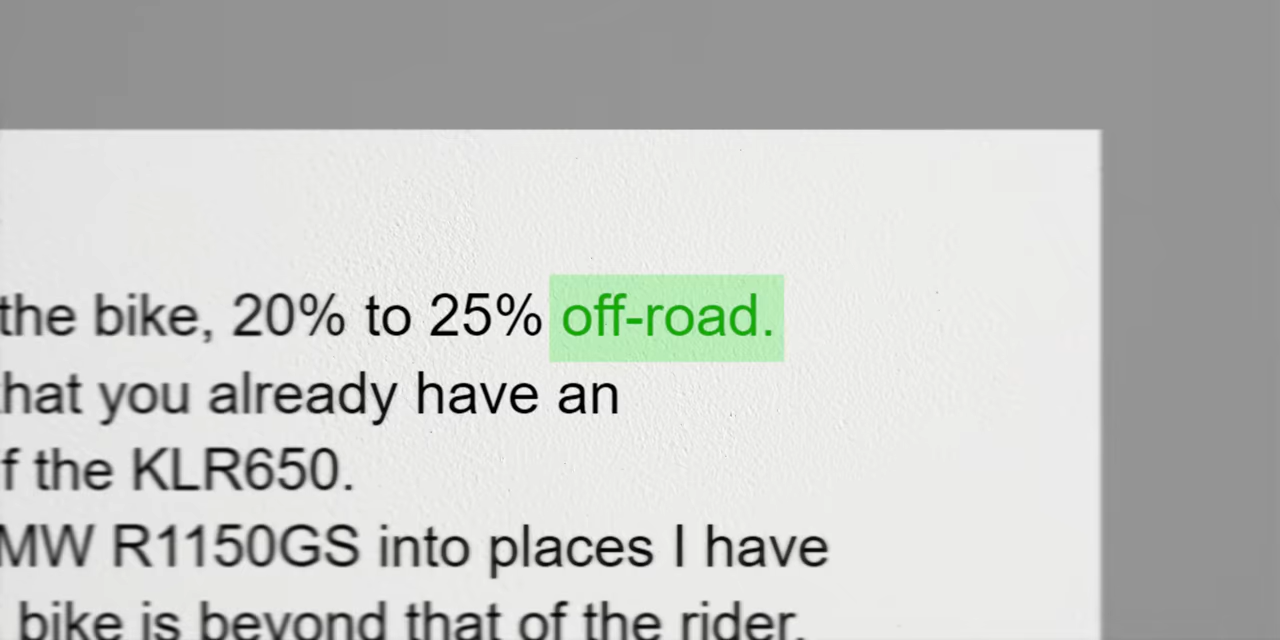 the bike, 20% to 25% off-road.
that you already have an
f the KLR650.
MW R1150GS into places I have
bike is beyond that of the rider.